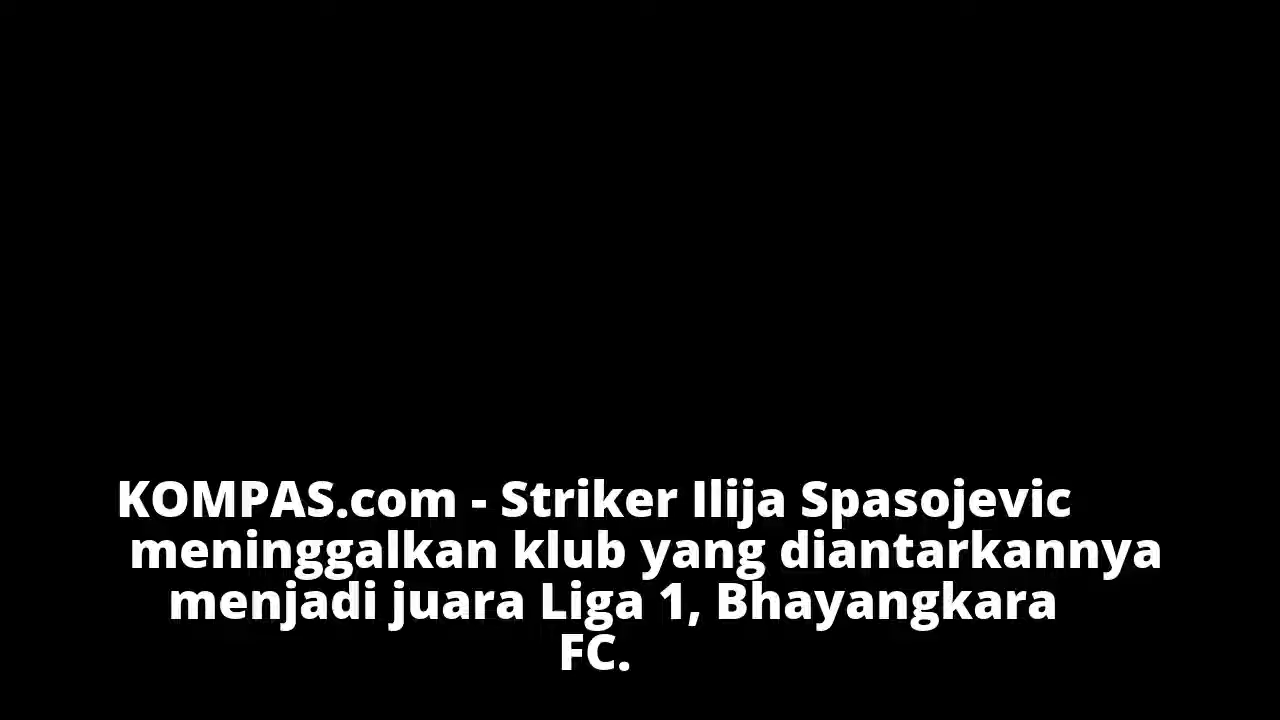 KOMPAS.com - Striker Ilija Spasojevic
meninggalkan klub yang diantarkannya
menjadi juara Liga 1, Bhayangkara
FC.